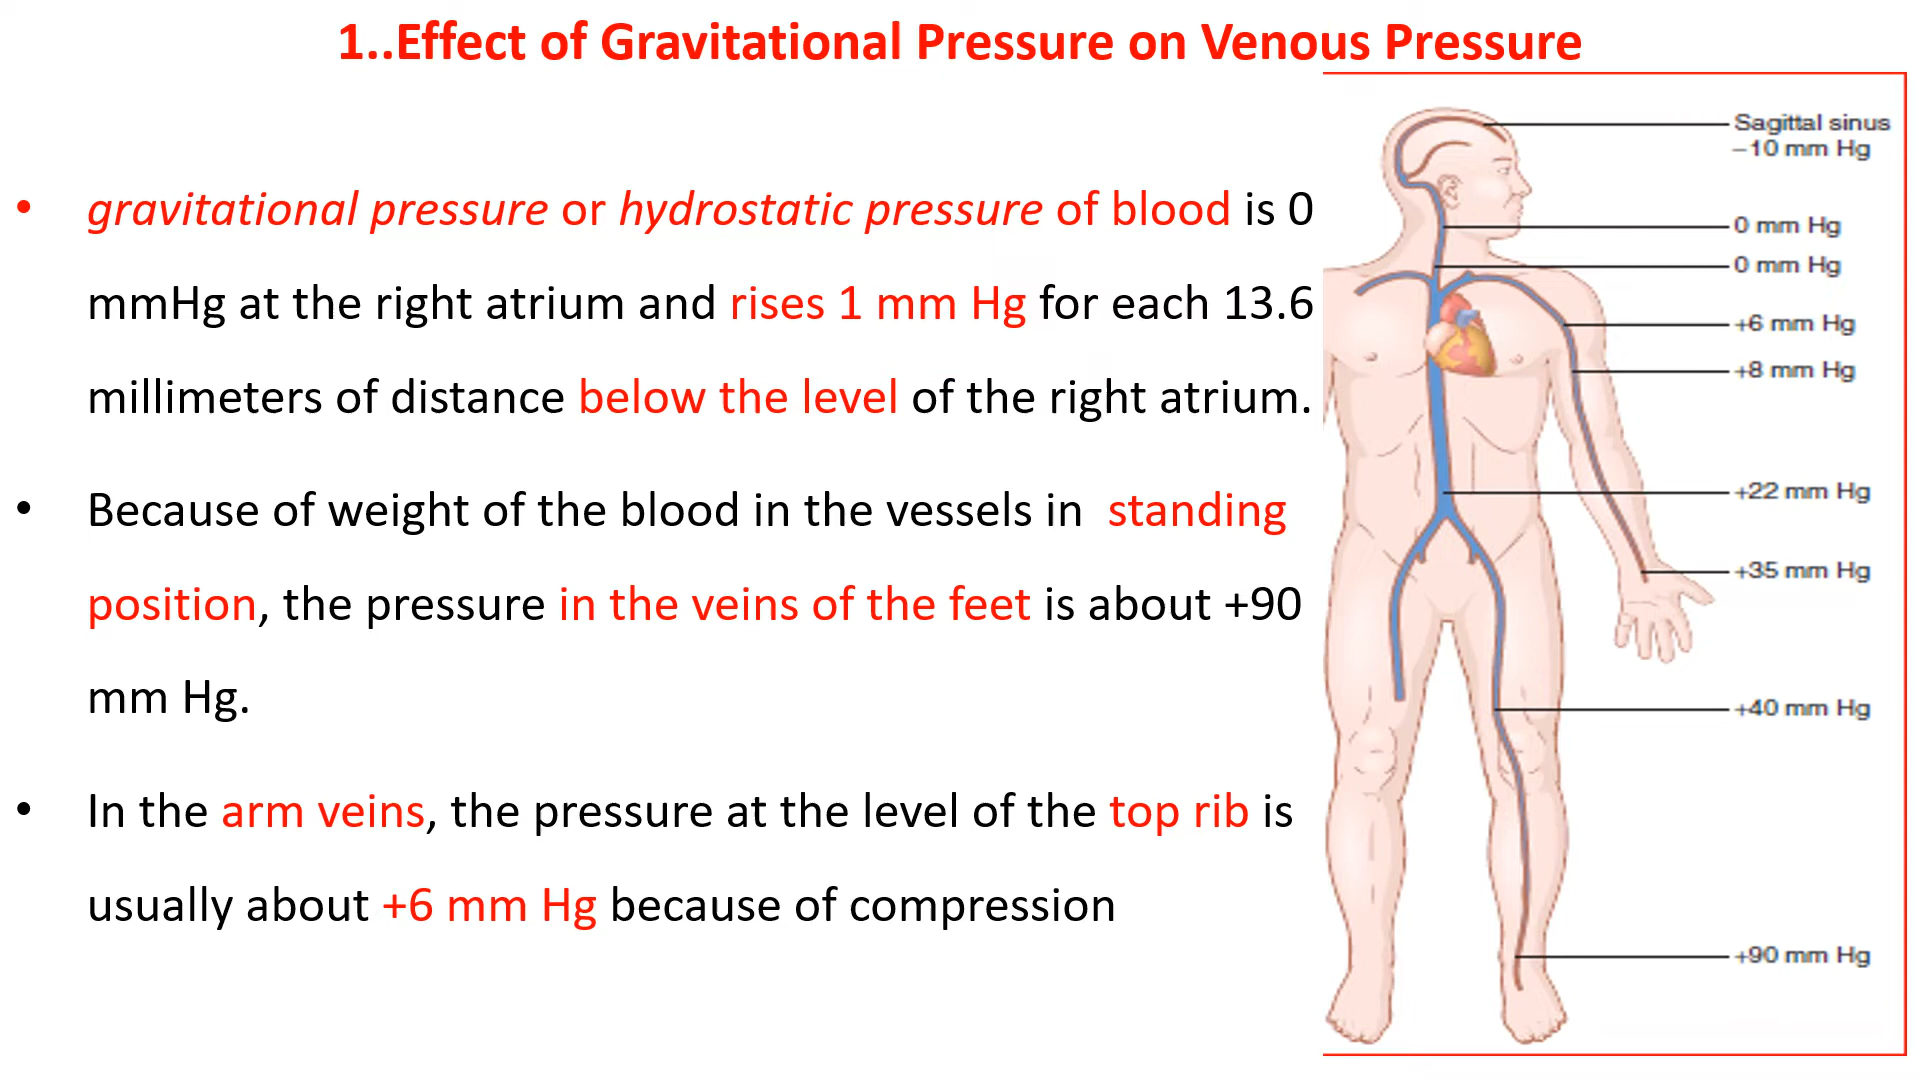 1..Effect of Gravitational Pressure on Venous Pressure
• gravitational pressure or hydrostatic pressure of blood is 0
mmHg at the right atrium and rises 1 mm Hg for each 13.6
millimeters of distance below the level of the right atrium.
• Because of weight of the blood in the vessels in standing
position, the pressure in the veins of the feet is about +90
mm Hg.
• In the arm veins, the pressure at the level of the top rib is
usually about +6 mm Hg because of compression
Sagittal sinus
−10 mm Hg
0 mm Hg
0 mm Hg
+6 mm Hg
+8 mm Hg
+22 mm Hg
+35 mm Hg
+40 mm Hg
+90 mm Hg